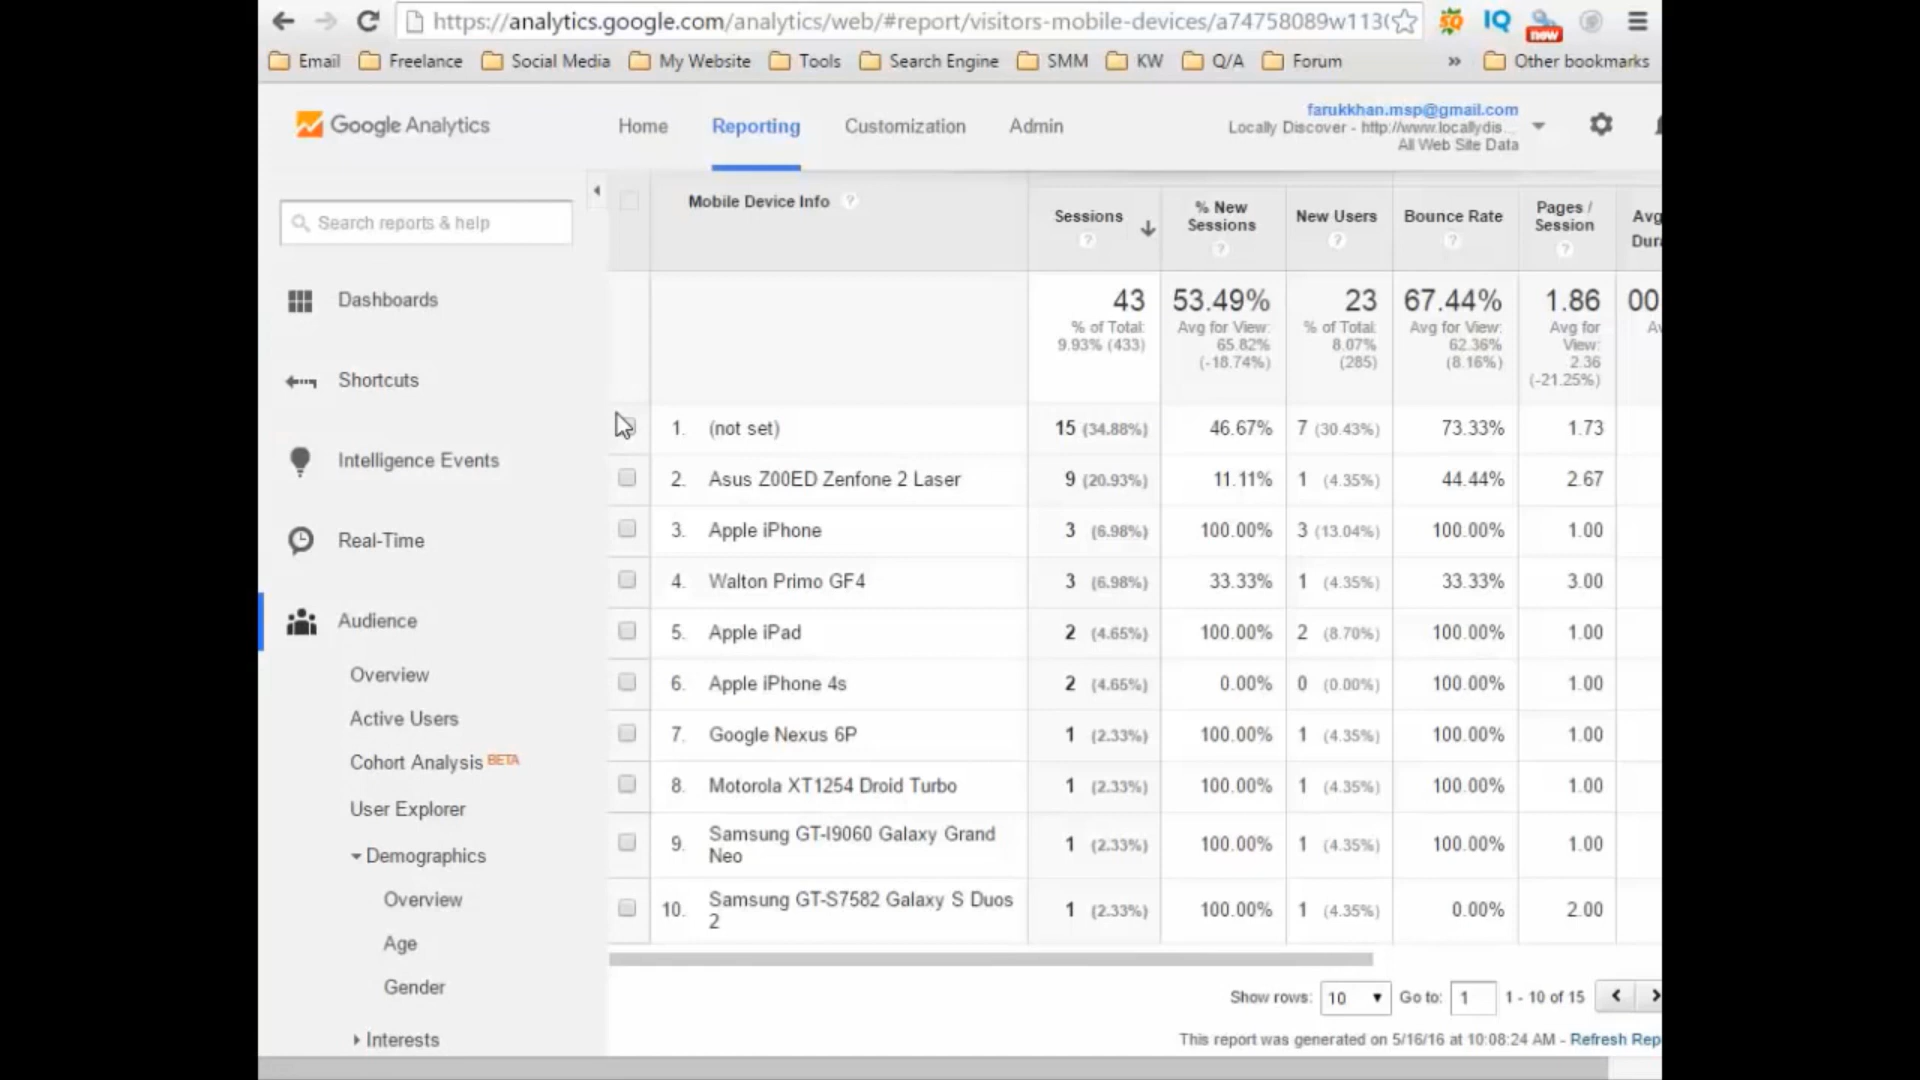 https://analytics.google.com/analytics/web/#report/visitors-mobile-devices/a74758089w113
SQ IQ new
Email Freelance Social Media My Website Tools Search Engine SMM KW Q/A Forum » Other bookmarks
Google Analytics
Home Reporting Customization Admin
farukkhan.msp@gmail.com
Locally Discover - http://www.locallydis...
All Web Site Data
Search reports & help
Dashboards
Shortcuts
Intelligence Events
Real-Time
Audience
Overview
Active Users
Cohort Analysis BETA
User Explorer
Demographics
Overview
Age
Gender
Interests
Mobile Device Info ?
Sessions ?
% New Sessions ?
New Users ?
Bounce Rate ?
Pages / Session ?
Avg
Dura
43
% of Total:
9.93% (433)
53.49%
Avg for View:
65.82%
(-18.74%)
23
% of Total:
8.07%
(285)
67.44%
Avg for View:
62.36%
(8.16%)
1.86
Avg for
View:
2.36
(-21.25%)
00
1. (not set) 15 (34.88%) 46.67% 7 (30.43%) 73.33% 1.73
2. Asus Z00ED Zenfone 2 Laser 9 (20.93%) 11.11% 1 (4.35%) 44.44% 2.67
3. Apple iPhone 3 (6.98%) 100.00% 3 (13.04%) 100.00% 1.00
4. Walton Primo GF4 3 (6.98%) 33.33% 1 (4.35%) 33.33% 3.00
5. Apple iPad 2 (4.65%) 100.00% 2 (8.70%) 100.00% 1.00
6. Apple iPhone 4s 2 (4.65%) 0.00% 0 (0.00%) 100.00% 1.00
7. Google Nexus 6P 1 (2.33%) 100.00% 1 (4.35%) 100.00% 1.00
8. Motorola XT1254 Droid Turbo 1 (2.33%) 100.00% 1 (4.35%) 100.00% 1.00
9. Samsung GT-I9060 Galaxy Grand Neo 1 (2.33%) 100.00% 1 (4.35%) 100.00% 1.00
10. Samsung GT-S7582 Galaxy S Duos 2 1 (2.33%) 100.00% 1 (4.35%) 0.00% 2.00
Show rows: 10 Go to: 1 1 - 10 of 15
This report was generated on 5/16/16 at 10:08:24 AM - Refresh Rep